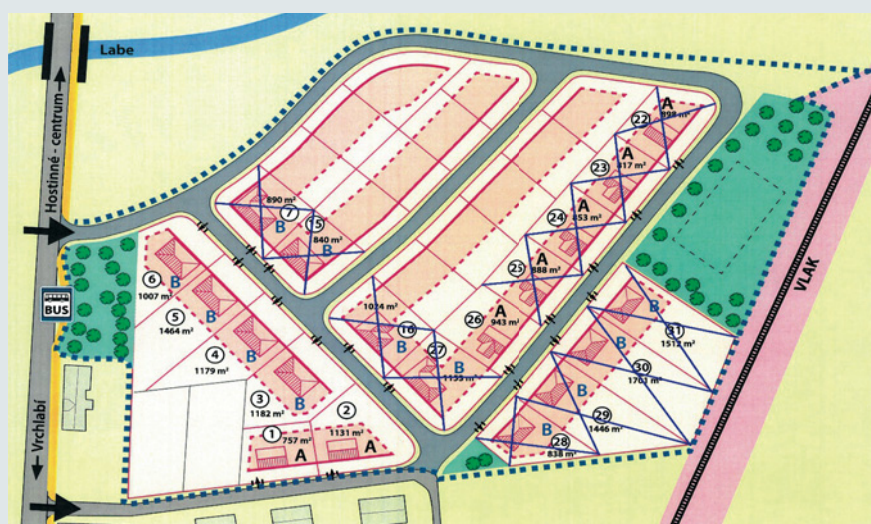 Labe
Hostinné - centrum
Vrchlabí
BUS
VLAK
22
A
898 m²
23
A
817 m²
24
A
853 m²
25
A
888 m²
26
A
943 m²
890 m²
7
B
15
840 m²
B
1024 m²
16
B
27
B
6
B
1007 m²
5
1464 m²
B
4
1179 m²
B
3
1182 m²
B
2
1131 m²
A
1
757 m²
A
B
31
1512 m²
B
30
1701 m²
B
29
1446 m²
B
28
838 m²